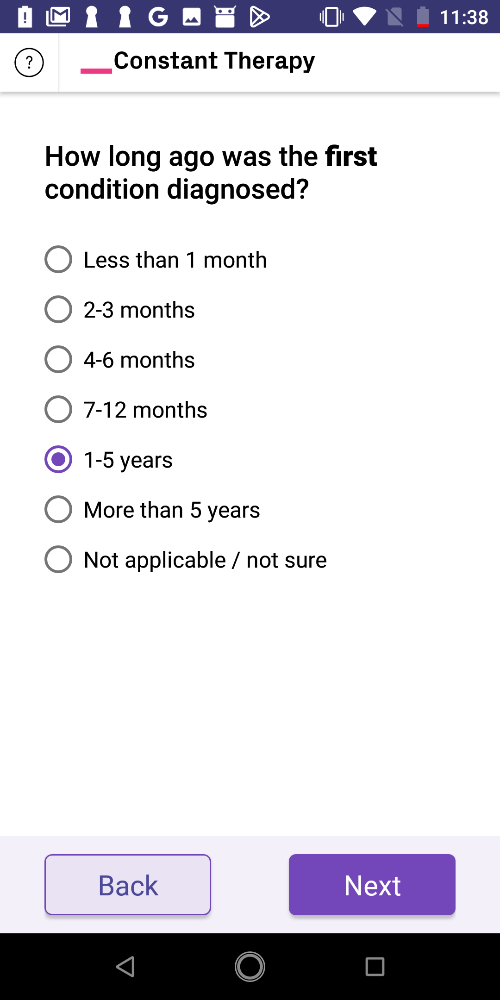 11:38
?
Constant Therapy
How long ago was the first
condition diagnosed?
Less than 1 month
2-3 months
4-6 months
7-12 months
1-5 years
More than 5 years
Not applicable / not sure
Back
Next